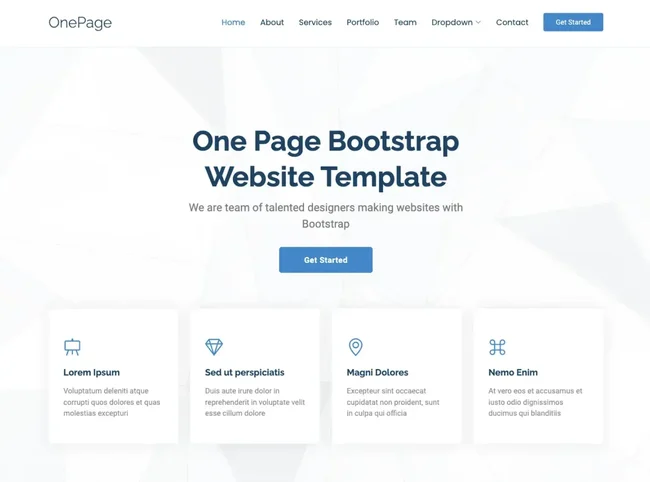 OnePage
Home About Services Portfolio Team Dropdown Contact Get Started
One Page Bootstrap
Website Template
We are team of talented designers making websites with
Bootstrap
Get Started
Lorem Ipsum
Voluptatum deleniti atque
corrupti quos dolores et quas
molestias excepturi
Sed ut perspiciatis
Duis aute irure dolor in
reprehenderit in voluptate velit
esse cillum dolore
Magni Dolores
Excepteur sint occaecat
cupidatat non proident, sunt
in culpa qui officia
Nemo Enim
At vero eos et accusamus et
iusto odio dignissimos
ducimus qui blanditiis